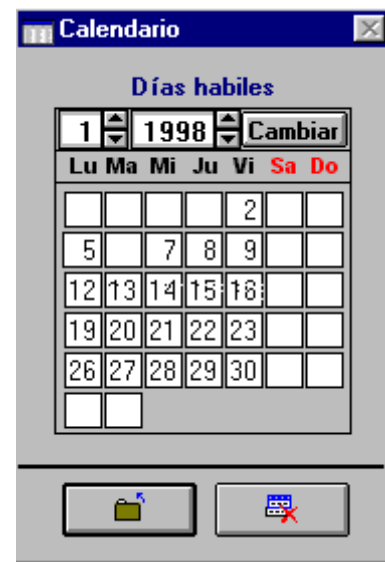 Calendario
Días habiles
1 1998 Cambiar
Lu Ma Mi Ju Vi Sa Do
2
5 7 8 9
12 13 14 15 16
19 20 21 22 23
26 27 28 29 30